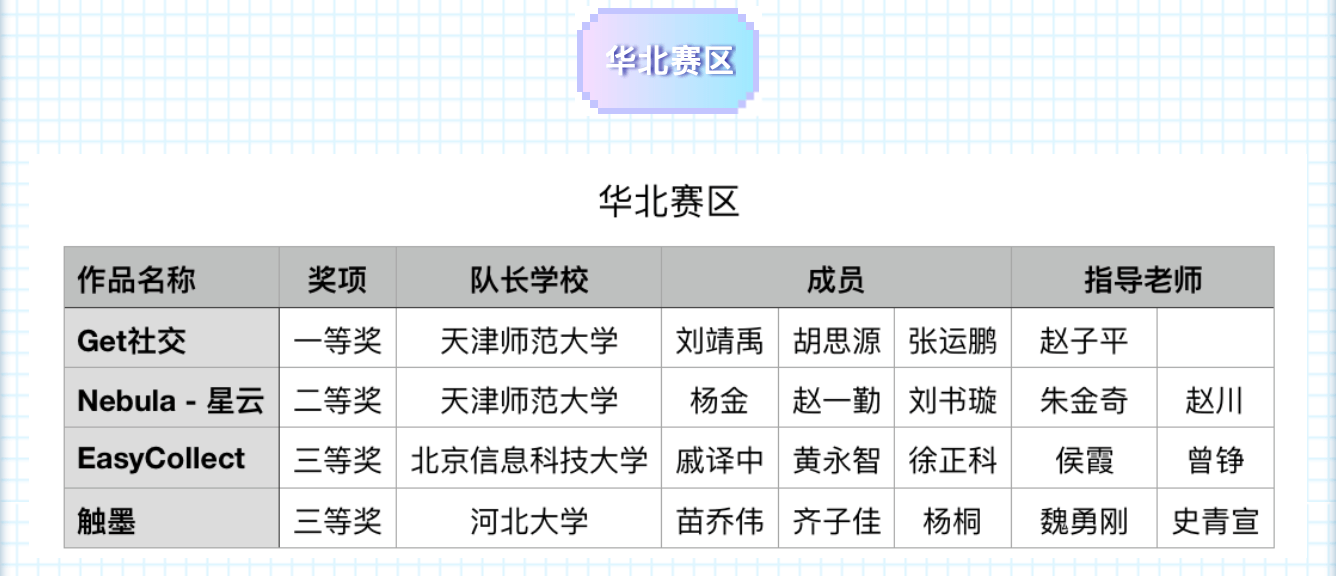 华北赛区
华北赛区
作品名称 奖项 队长学校 成员 指导老师
Get社交 一等奖 天津师范大学 刘靖禹 胡思源 张运鹏 赵子平
Nebula - 星云 二等奖 天津师范大学 杨金 赵一勤 刘书璇 朱金奇 赵川
EasyCollect 三等奖 北京信息科技大学 戚译中 黄永智 徐正科 侯霞 曾铮
触墨 三等奖 河北大学 苗乔伟 齐子佳 杨桐 魏勇刚 史青宣